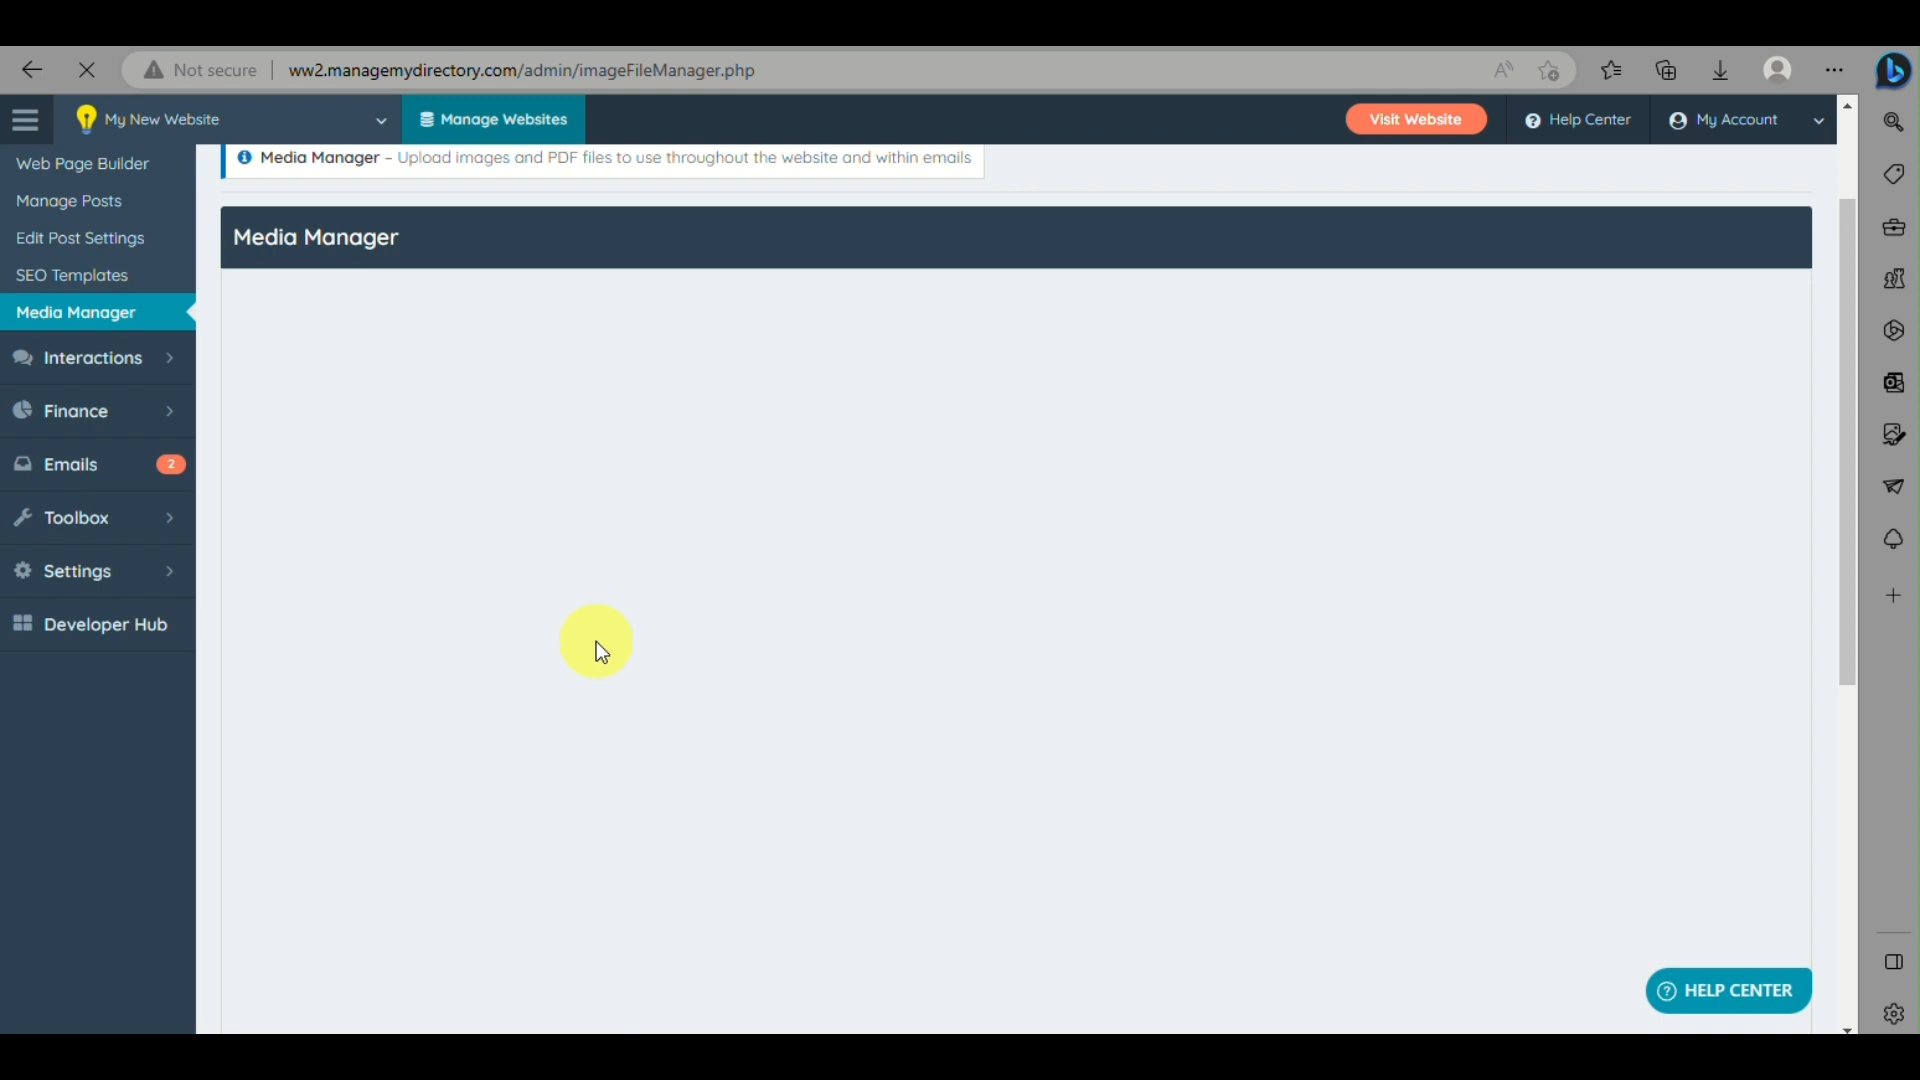 Not secure
ww2.managemydirectory.com/admin/imageFileManager.php
My New Website
Manage Websites
Visit Website
Help Center
My Account
Web Page Builder
Manage Posts
Edit Post Settings
SEO Templates
Media Manager
Interactions
Finance
Emails 2
Toolbox
Settings
Developer Hub
Media Manager - Upload images and PDF files to use throughout the website and within emails
Media Manager
HELP CENTER